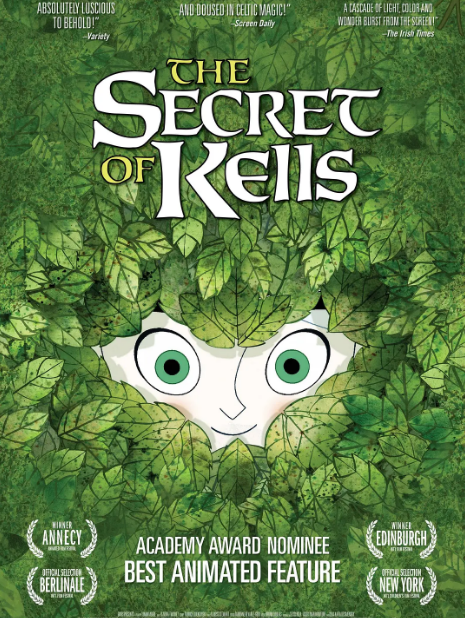 ABSOLUTELY LUSCIOUS
TO BEHOLD!"
—Variety
AND DOUSED IN CELTIC MAGIC!"
—Screen Daily
A CASCADE OF LIGHT, COLOR AND
WONDER BURST FROM THE SCREEN!"
—The Irish Times
THE
SECRET
OF KELLS
WINNER
ANNECY
WINNER
EDINBURGH
ACADEMY AWARD NOMINEE
BEST ANIMATED FEATURE
OFFICIAL SELECTION
BERLINALE
OFFICIAL SELECTION
NEW YORK